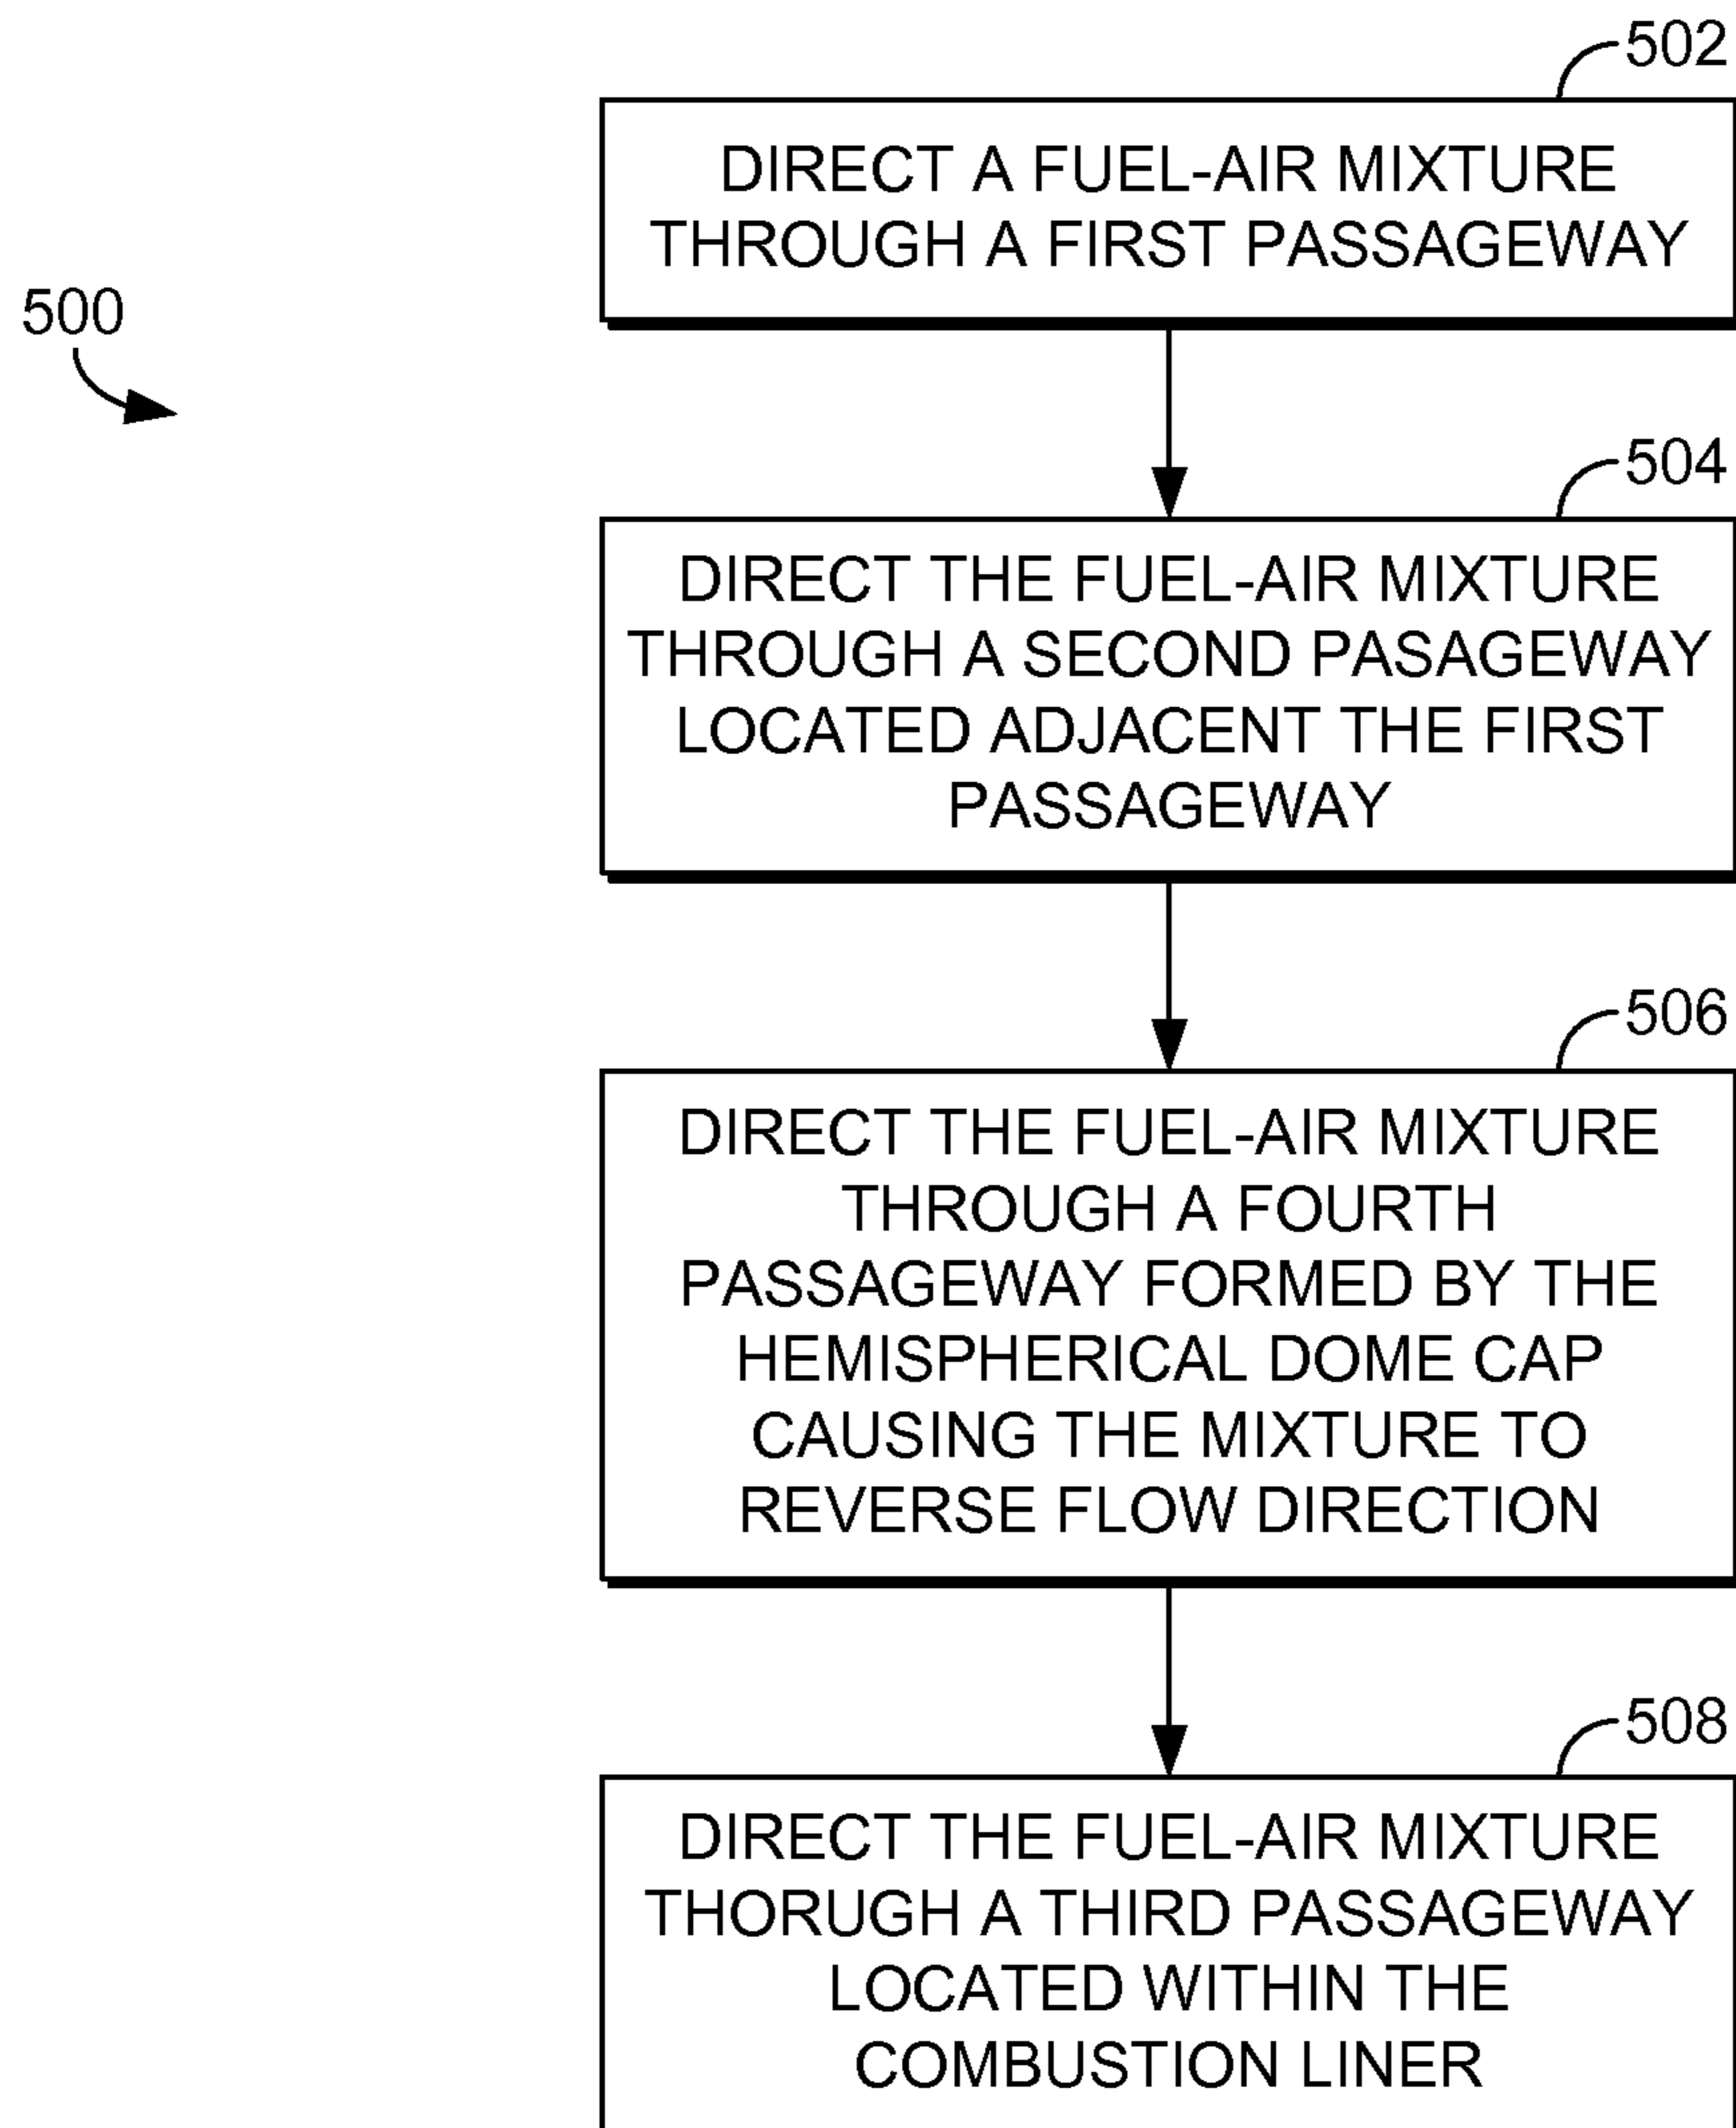 502
DIRECT A FUEL-AIR MIXTURE
THROUGH A FIRST PASSAGEWAY
500
504
DIRECT THE FUEL-AIR MIXTURE
THROUGH A SECOND PASAGEWAY
LOCATED ADJACENT THE FIRST
PASSAGEWAY
506
DIRECT THE FUEL-AIR MIXTURE
THROUGH A FOURTH
PASSAGEWAY FORMED BY THE
HEMISPHERICAL DOME CAP
CAUSING THE MIXTURE TO
REVERSE FLOW DIRECTION
508
DIRECT THE FUEL-AIR MIXTURE
THORUGH A THIRD PASSAGEWAY
LOCATED WITHIN THE
COMBUSTION LINER